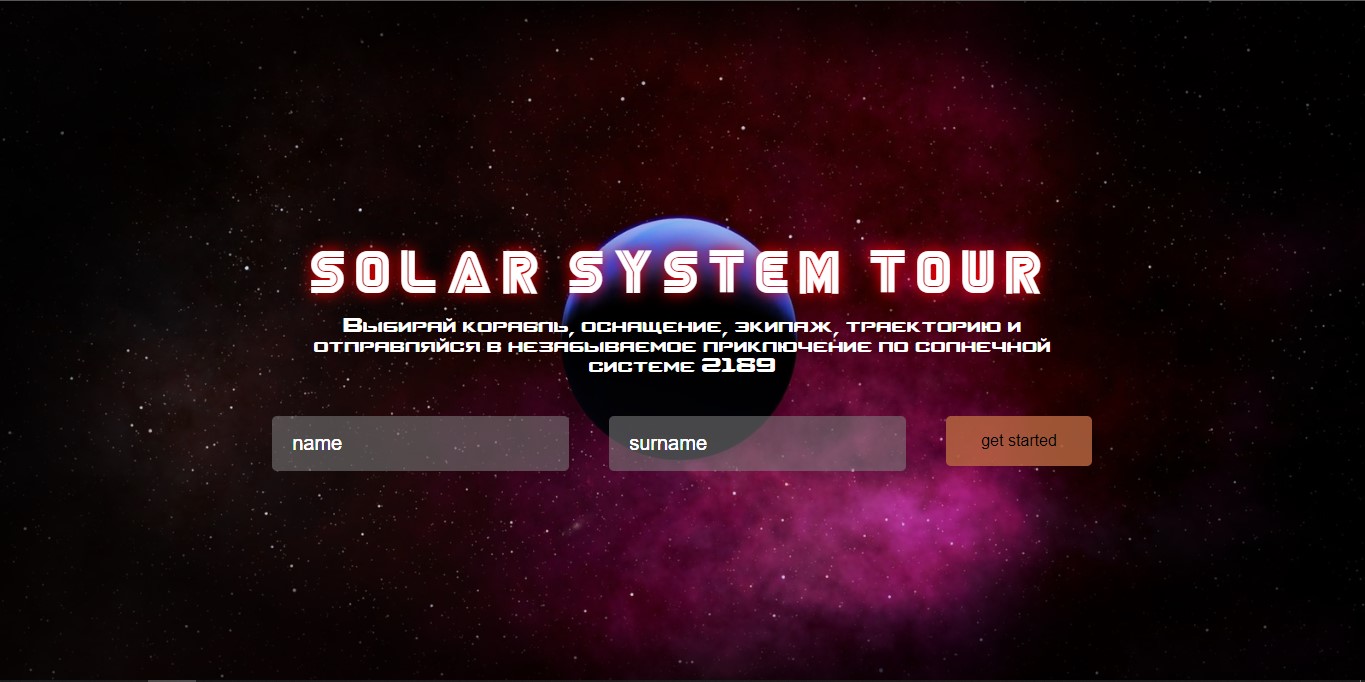 SOLAR SYSTEM TOUR
Выбирай корабль, оснащение, экипаж, траекторию и
отправляйся в незабываемое приключение по солнечной
системе 2189
name
surname
get started